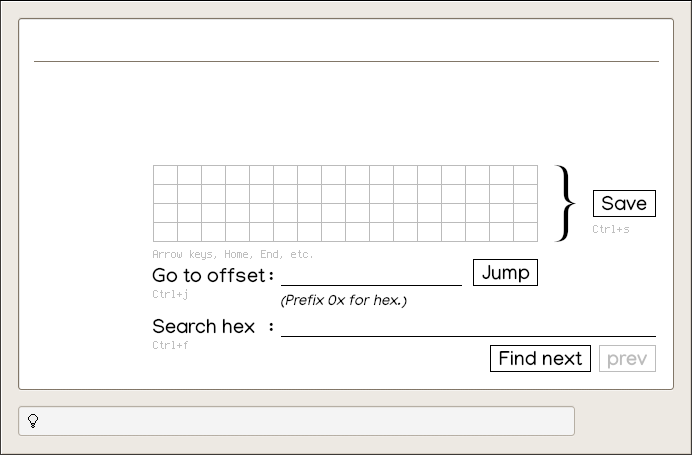 Save
Ctrl+s
Arrow keys, Home, End, etc.
Go to offset: Jump
Ctrl+j
(Prefix 0x for hex.)
Search hex :
Ctrl+f
Find next prev